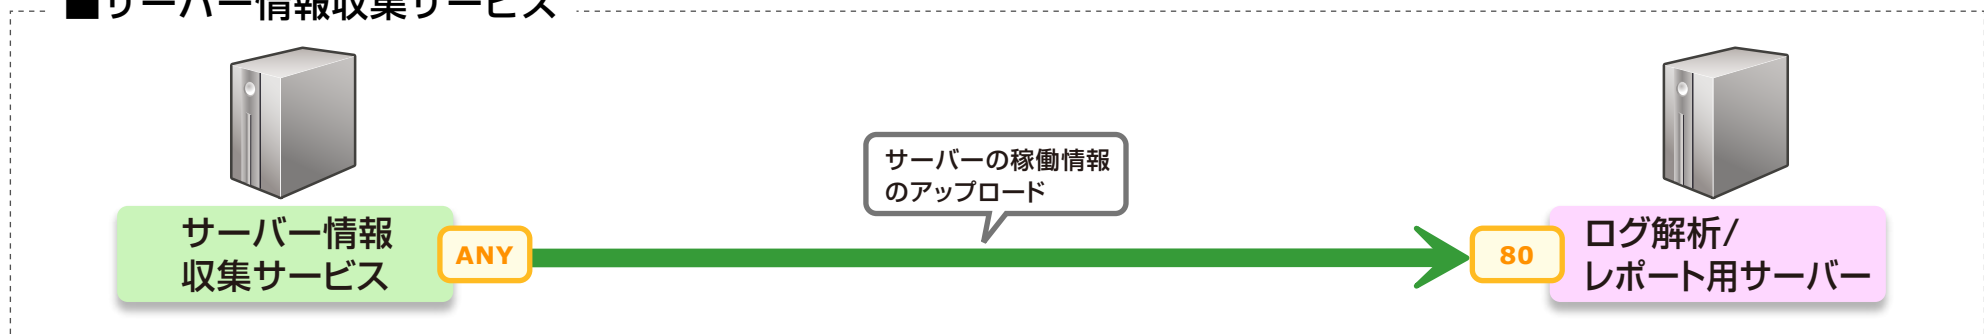 ■サーバー情報収集サービス
サーバーの稼働情報
のアップロード
サーバー情報
収集サービス
ANY
80
ログ解析/
レポート用サーバー